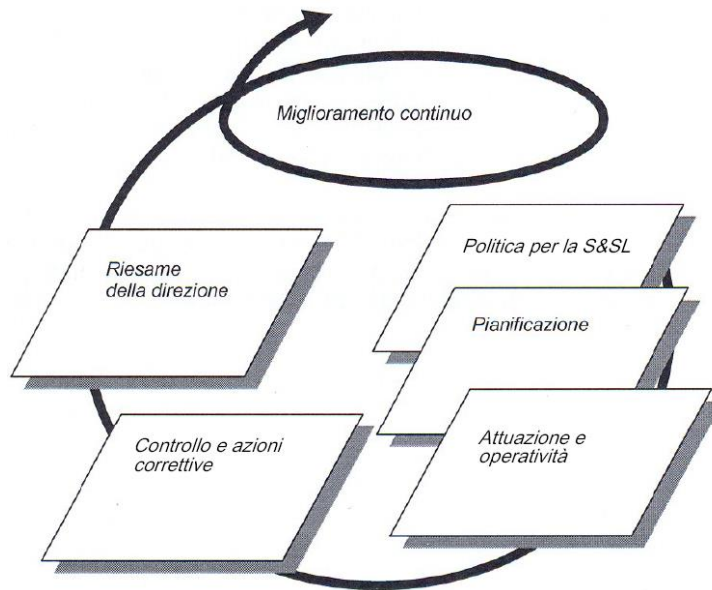 Miglioramento continuo
Politica per la S&SL
Pianificazione
Attuazione e
operatività
Controllo e azioni
correttive
Riesame
della direzione